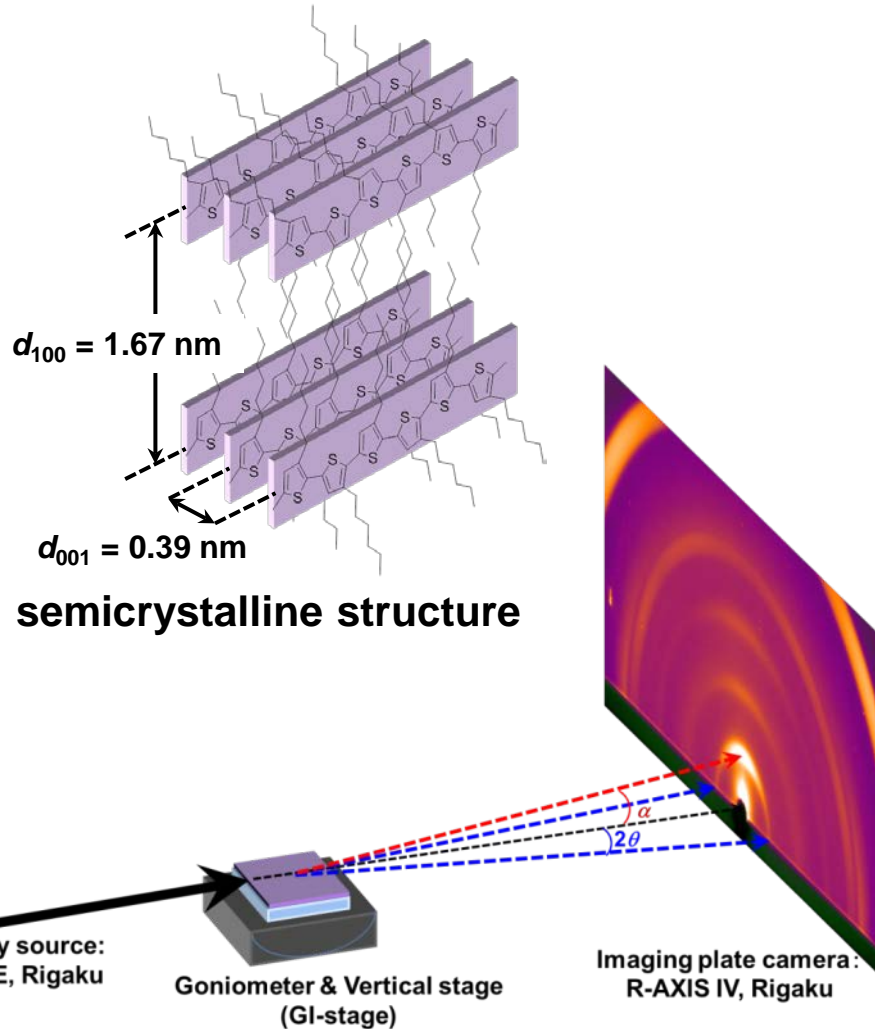 d100 = 1.67 nm
d001 = 0.39 nm
semicrystalline structure
α
2θ
y source:
E, Rigaku
Goniometer & Vertical stage
(GI-stage)
Imaging plate camera:
R-AXIS IV, Rigaku
S S S S S S
S S S S S S